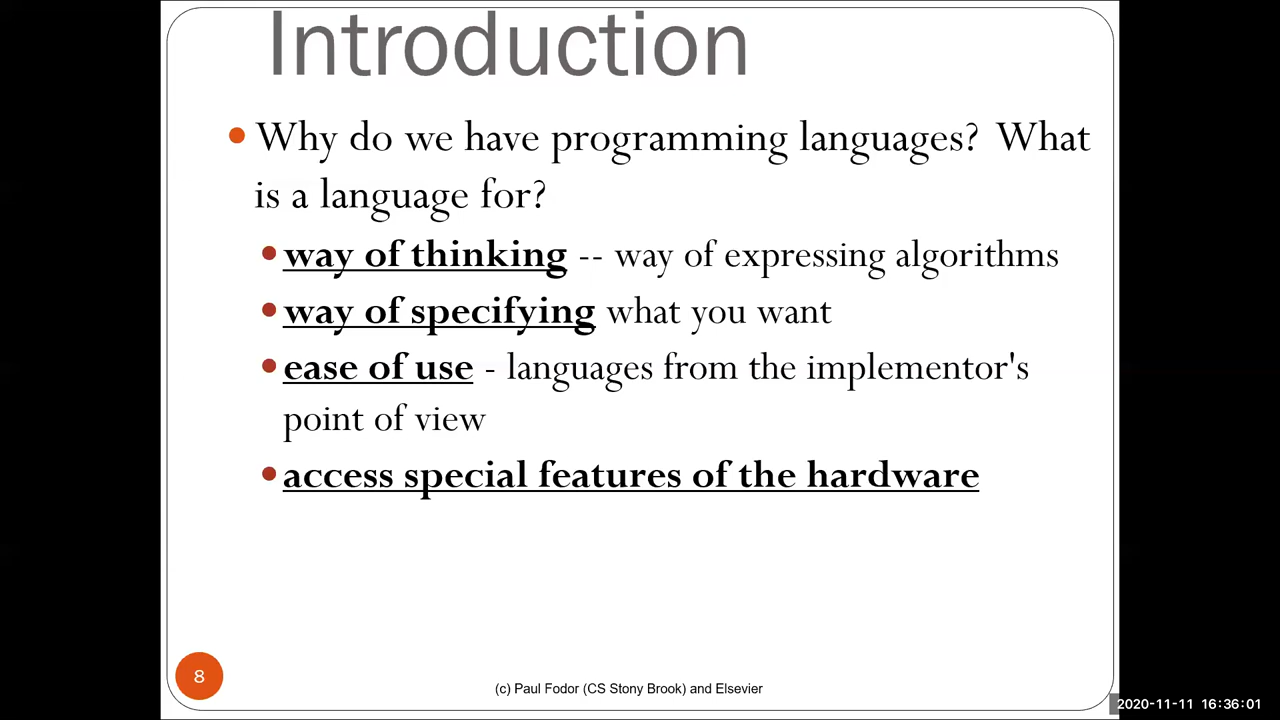 Introduction
Why do we have programming languages? What
is a language for?
way of thinking -- way of expressing algorithms
way of specifying what you want
ease of use - languages from the implementor's
point of view
access special features of the hardware
8
(c) Paul Fodor (CS Stony Brook) and Elsevier
2020-11-11 16:36:01